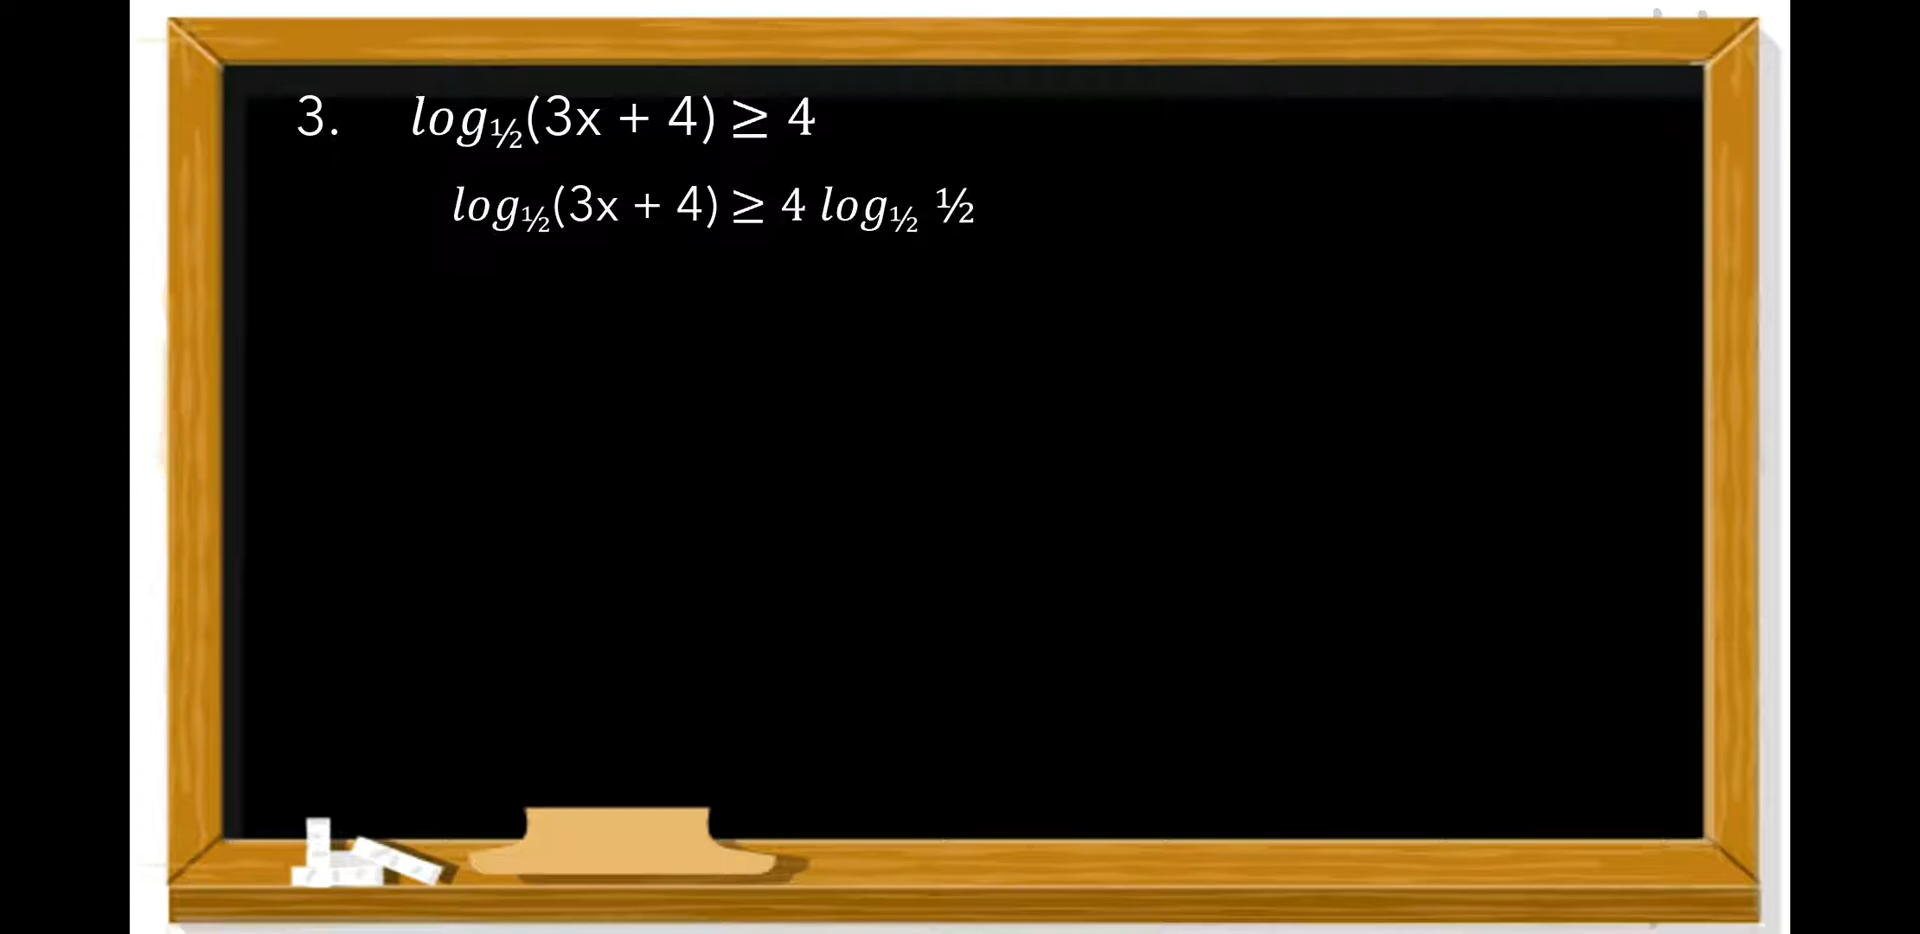 3. log½(3x + 4) ≥ 4
log½(3x + 4) ≥ 4 log½ ½